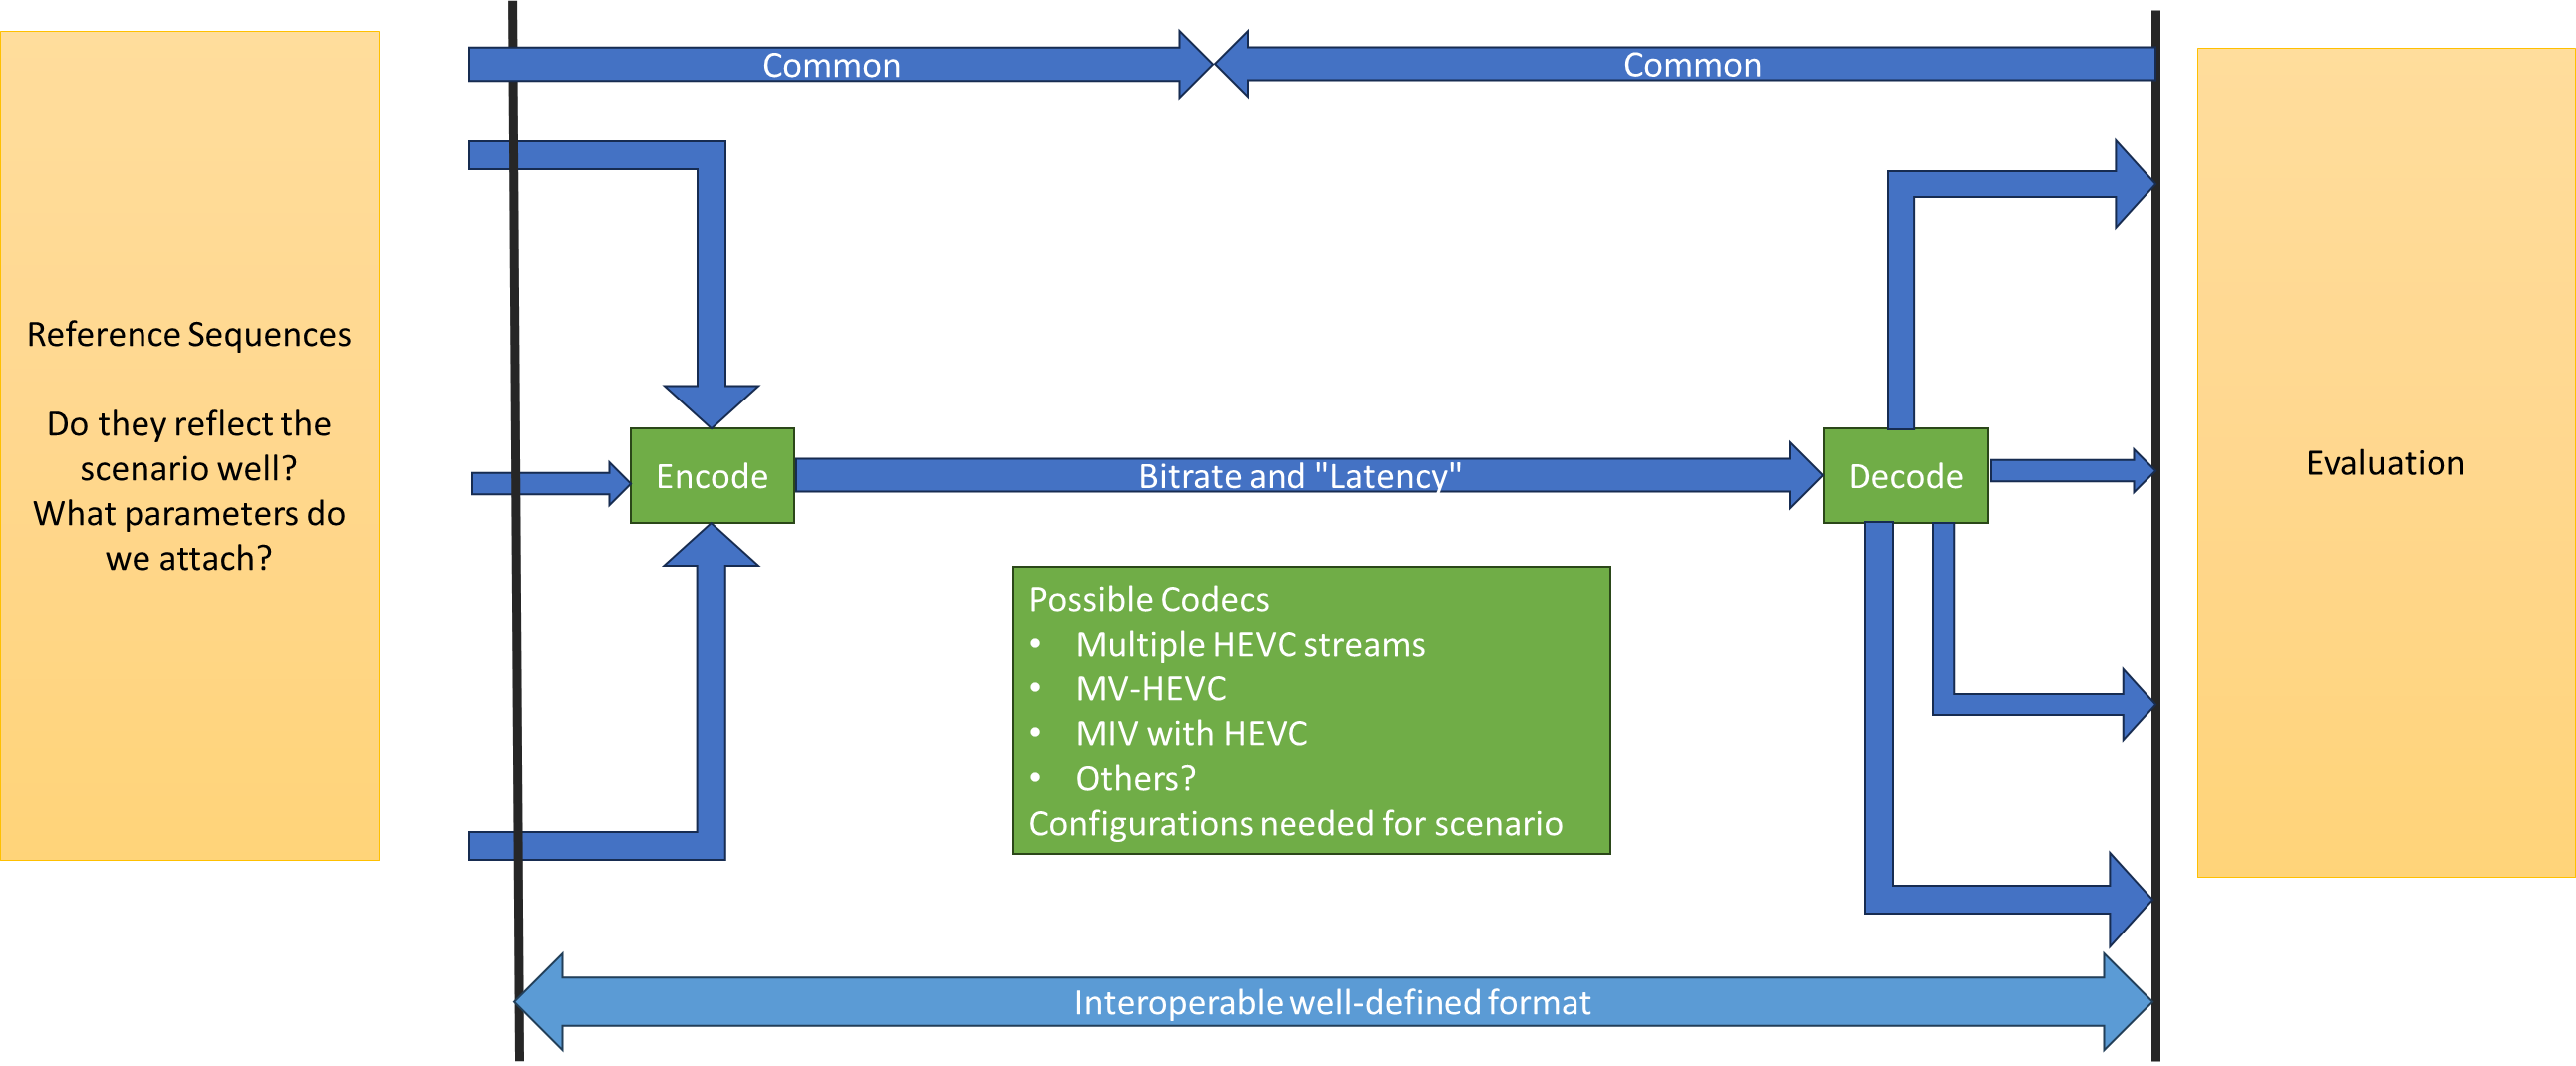 Common
Common
Reference Sequences
Do they reflect the
scenario well?
What parameters do
we attach?
Encode
Bitrate and "Latency"
Decode
Evaluation
Possible Codecs
• Multiple HEVC streams
• MV-HEVC
• MIV with HEVC
• Others?
Configurations needed for scenario
Interoperable well-defined format